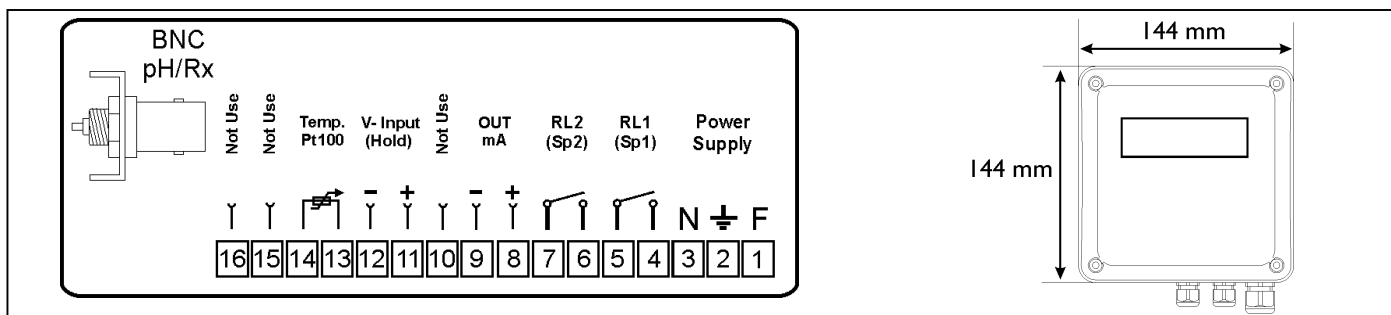 BNC
pH/Rx
Not Use
Not Use
Temp.
Pt100
V- Input
(Hold)
Not Use
OUT
mA
RL2
(Sp2)
RL1
(Sp1)
Power
Supply
- + - + N F
16 15 14 13 12 11 10 9 8 7 6 5 4 3 2 1
144 mm
144 mm